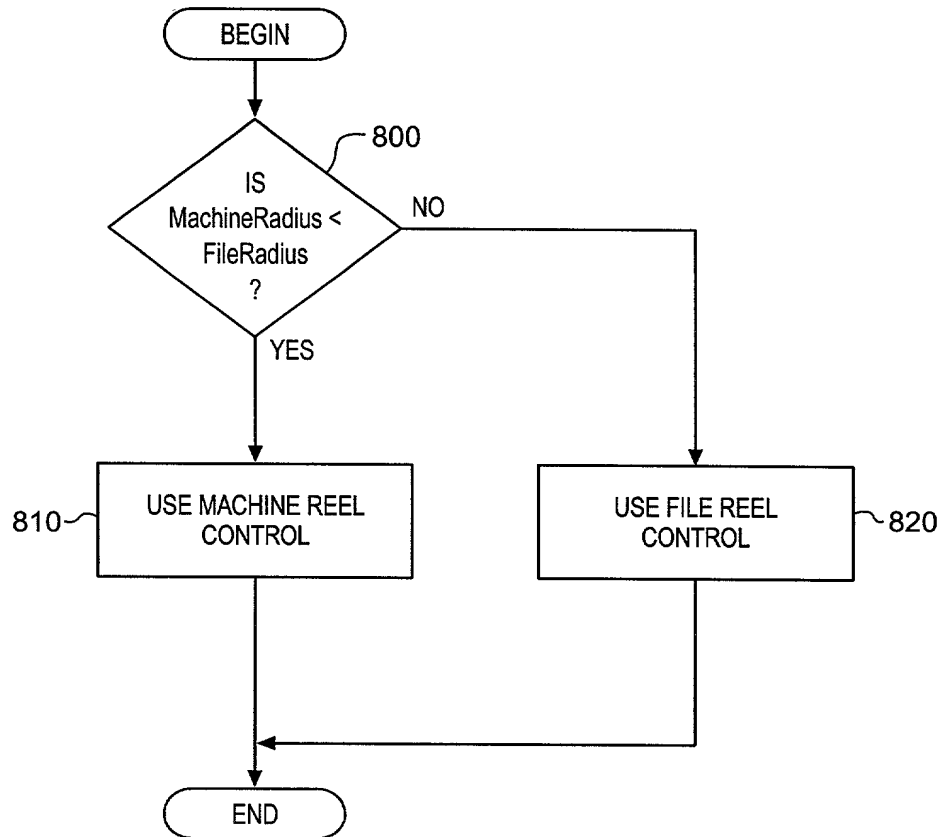 BEGIN
800
IS
MachineRadius <
FileRadius
?
NO
YES
810
USE MACHINE REEL
CONTROL
USE FILE REEL
CONTROL
820
END